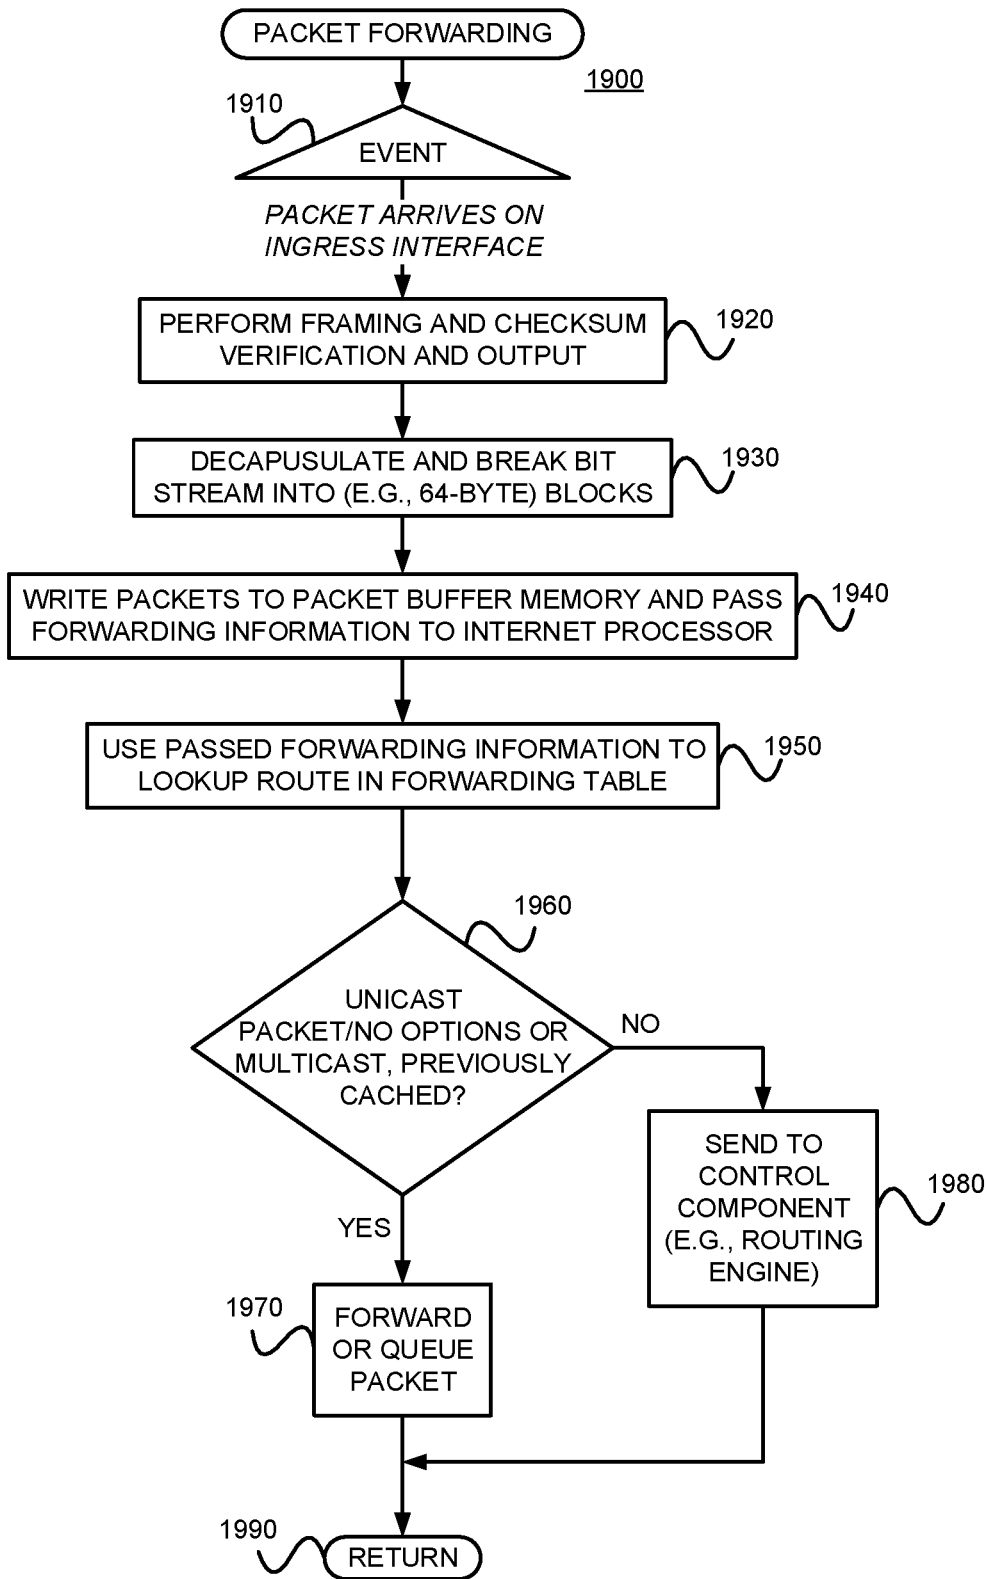 PACKET FORWARDING
1900
1910
EVENT
PACKET ARRIVES ON
INGRESS INTERFACE
PERFORM FRAMING AND CHECKSUM
VERIFICATION AND OUTPUT
1920
DECAPUSULATE AND BREAK BIT
STREAM INTO (E.G., 64-BYTE) BLOCKS
1930
WRITE PACKETS TO PACKET BUFFER MEMORY AND PASS
FORWARDING INFORMATION TO INTERNET PROCESSOR
1940
USE PASSED FORWARDING INFORMATION TO
LOOKUP ROUTE IN FORWARDING TABLE
1950
1960
UNICAST
PACKET/NO OPTIONS OR
MULTICAST, PREVIOUSLY
CACHED?
NO
YES
SEND TO
CONTROL
COMPONENT
(E.G., ROUTING
ENGINE)
1980
1970
FORWARD
OR QUEUE
PACKET
1990
RETURN